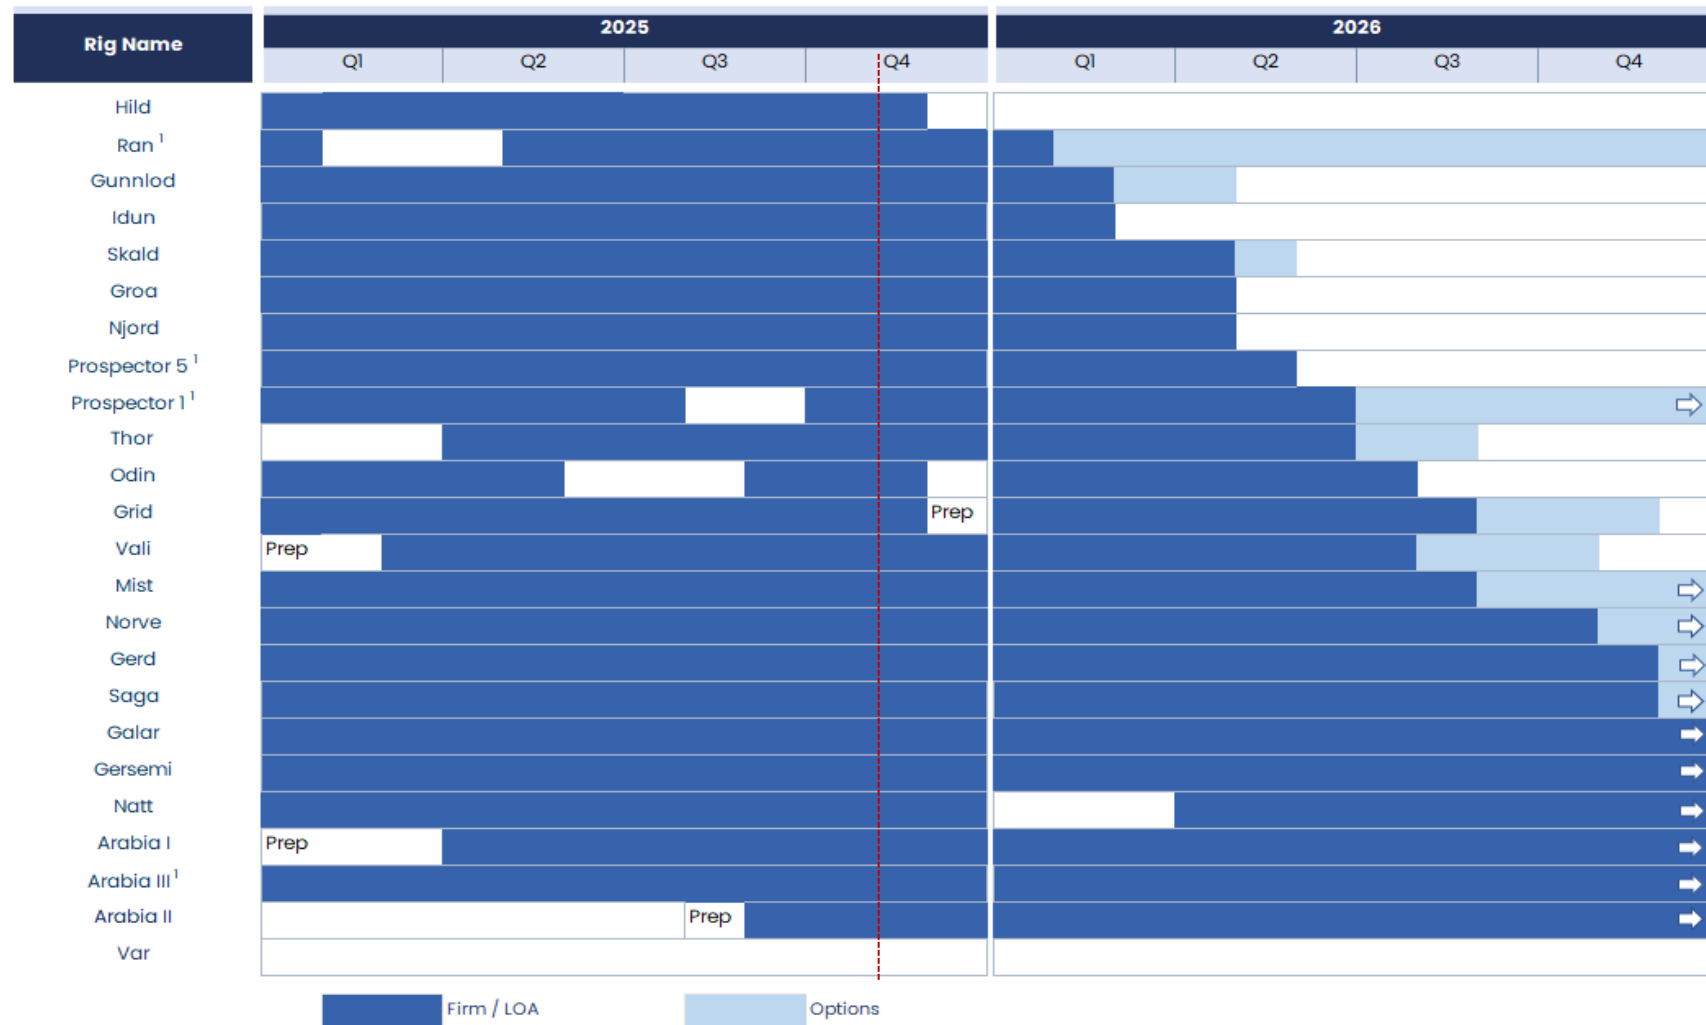 Rig Name
2025
2026
Q1 Q2 Q3 Q4 Q1 Q2 Q3 Q4
Hild
Ran ¹
Gunnlod
Idun
Skald
Groa
Njord
Prospector 5 ¹
Prospector 1 ¹
Thor
Odin
Grid Prep
Vali Prep
Mist
Norve
Gerd
Saga
Galar
Gersemi
Natt
Arabia I Prep
Arabia III ¹
Arabia II Prep
Var
Firm / LOA Options